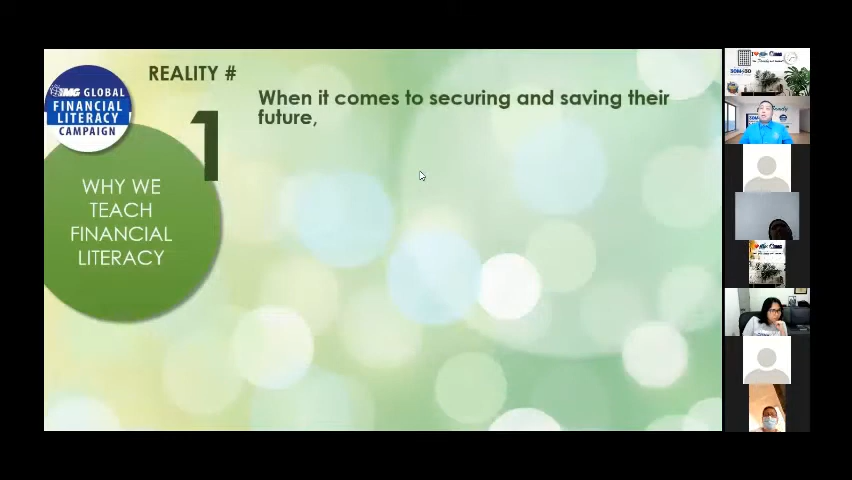 REALITY #
1
When it comes to securing and saving their
future,
IMG GLOBAL
FINANCIAL
LITERACY
CAMPAIGN
WHY WE
TEACH
FINANCIAL
LITERACY